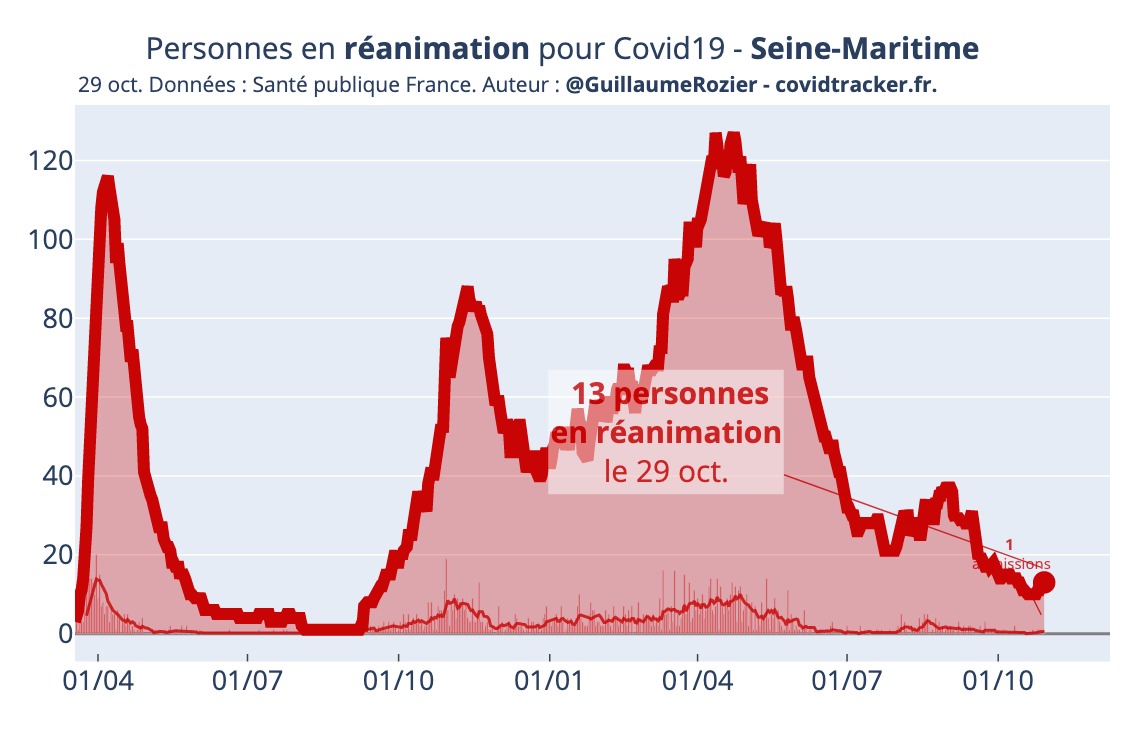 Personnes en réanimation pour Covid19 - Seine-Maritime
29 oct. Données : Santé publique France. Auteur : @GuillaumeRozier - covidtracker.fr.
120
100
80
60
40
20
0
13 personnes
en réanimation
le 29 oct.
1
admissions
01/04
01/07
01/10
01/01
01/04
01/07
01/10